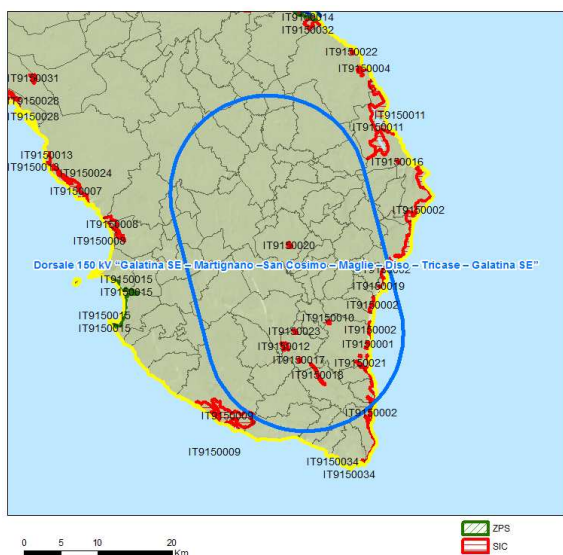 IT9150014
IT9150032
IT9150022
IT9150004
IT9150031
IT9150028
IT9150028
IT9150011
IT9150011
IT9150013
IT9150024
IT9150007
IT9150016
IT9150002
IT9150008
IT9150008
IT9150020
Dorsale 150 kV "Galatina SE – Martignano –San Cosimo – Maglie – Diso – Tricase – Galatina SE"
IT9150015
IT9150015
IT9150019
IT9150002
IT9150015
IT9150015
IT9150010
IT9150023
IT9150002
IT9150012
IT9150001
IT9150017
IT9150021
IT9150018
IT9150009
IT9150002
IT9150009
IT9150034
IT9150034
0 5 10 20
Km
ZPS
SIC